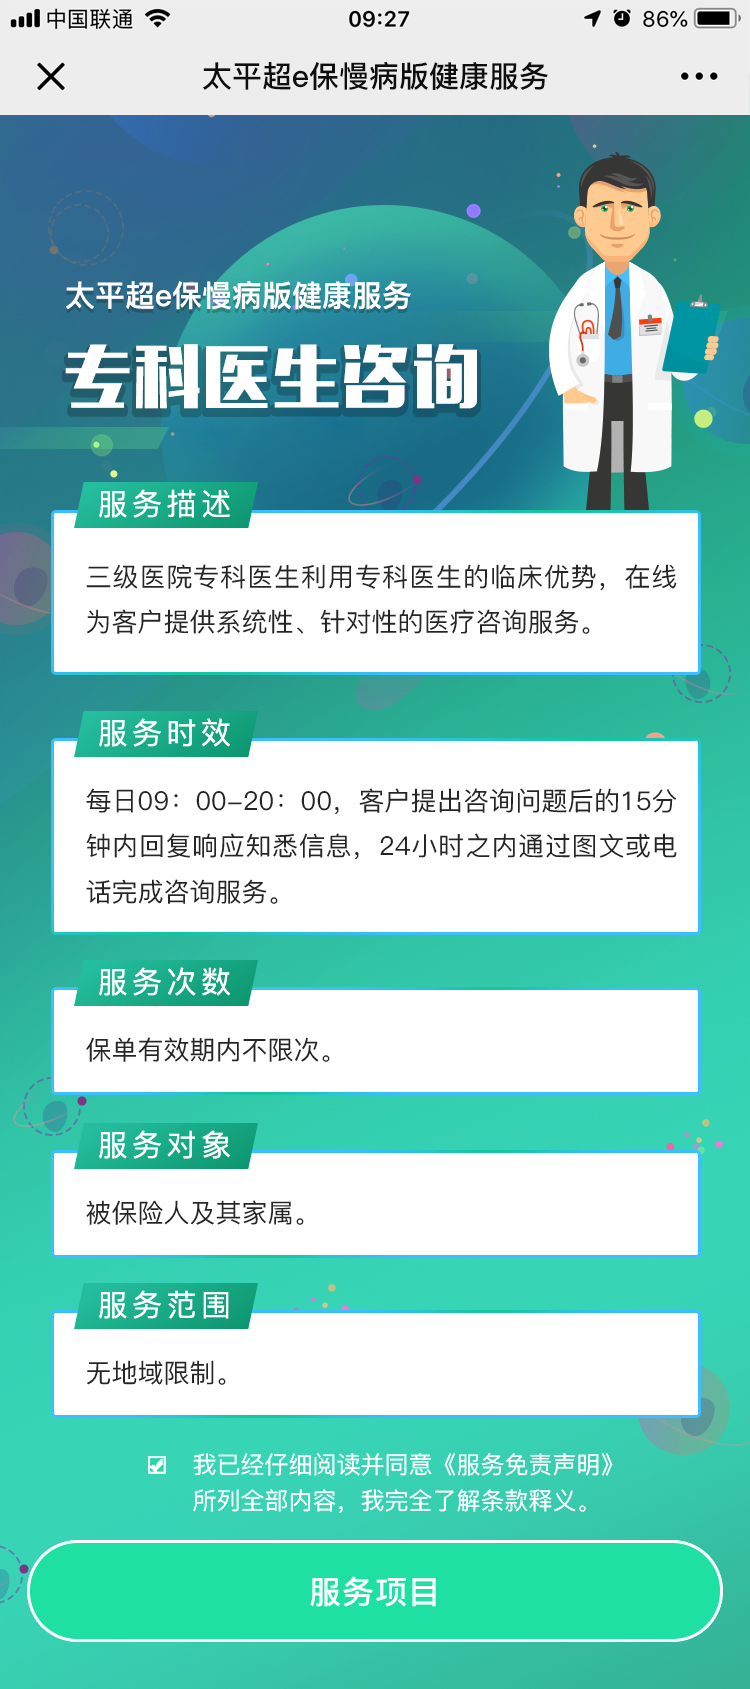 中国联通 09:27 86%
太平超e保慢病版健康服务
太平超e保慢病版健康服务
专科医生咨询
服务描述
三级医院专科医生利用专科医生的临床优势，在线
为客户提供系统性、针对性的医疗咨询服务。
服务时效
每日09：00-20：00，客户提出咨询问题后的15分
钟内回复响应知悉信息，24小时之内通过图文或电
话完成咨询服务。
服务次数
保单有效期内不限次。
服务对象
被保险人及其家属。
服务范围
无地域限制。
我已经仔细阅读并同意《服务免责声明》
所列全部内容，我完全了解条款释义。
服务项目